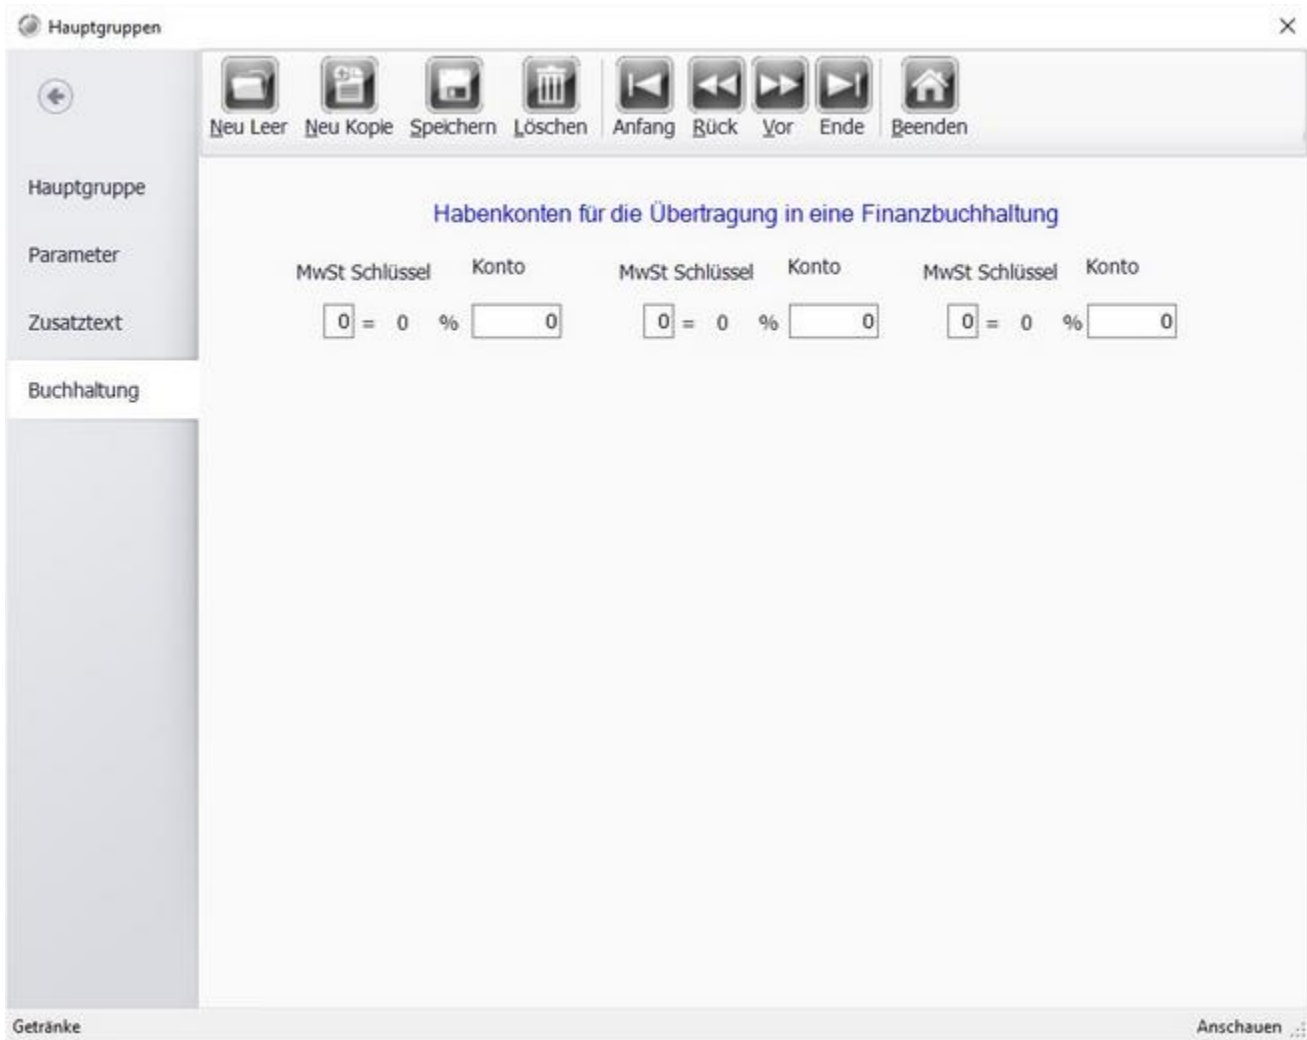 Hauptgruppen
Neu Leer Neu Kopie Speichern Löschen Anfang Rück Vor Ende Beenden
Hauptgruppe
Parameter
Zusatztext
Buchhaltung
Habenkonten für die Übertragung in eine Finanzbuchhaltung
MwSt Schlüssel Konto MwSt Schlüssel Konto MwSt Schlüssel Konto
0 = 0 % 0 0 = 0 % 0 0 = 0 % 0
Getränke Anschauen